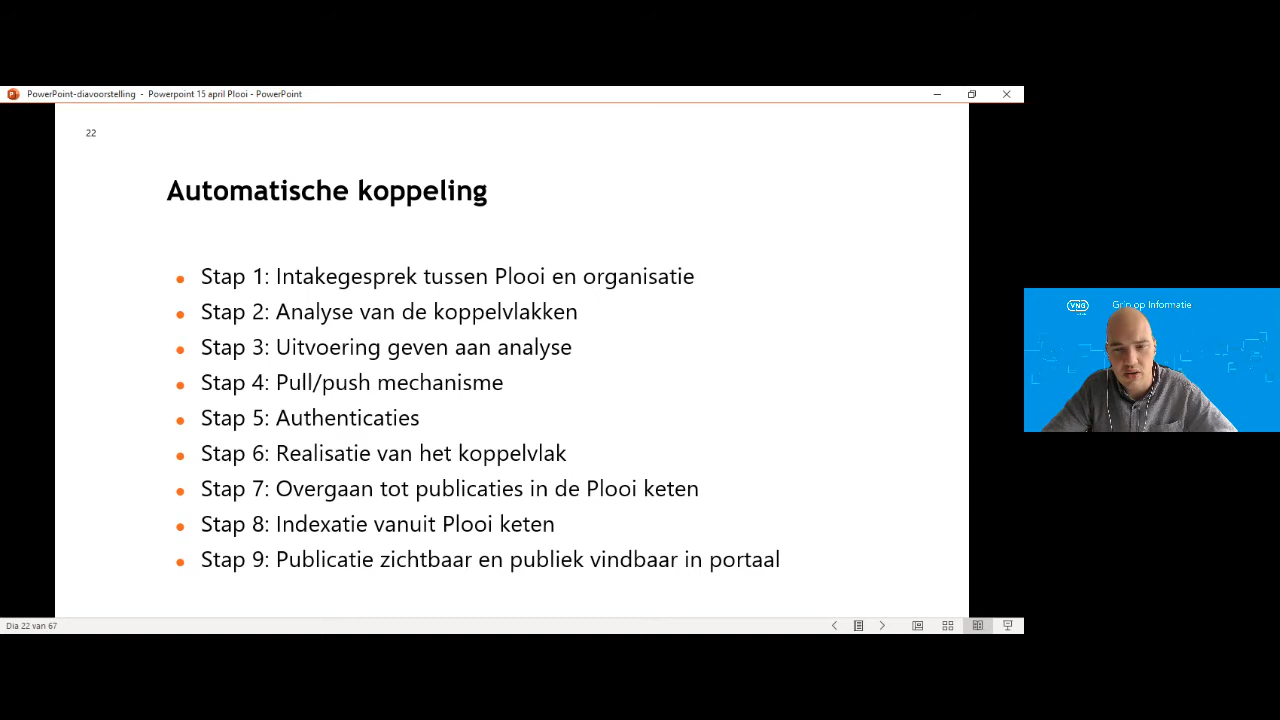 PowerPoint-diavoorstelling - Powerpoint 15 april Plooi - PowerPoint
22
Automatische koppeling
Stap 1: Intakegesprek tussen Plooi en organisatie
Stap 2: Analyse van de koppelvlakken
Stap 3: Uitvoering geven aan analyse
Stap 4: Pull/push mechanisme
Stap 5: Authenticaties
Stap 6: Realisatie van het koppelvlak
Stap 7: Overgaan tot publicaties in de Plooi keten
Stap 8: Indexatie vanuit Plooi keten
Stap 9: Publicatie zichtbaar en publiek vindbaar in portaal
VNG
Grip op Informatie
Dia 22 van 67